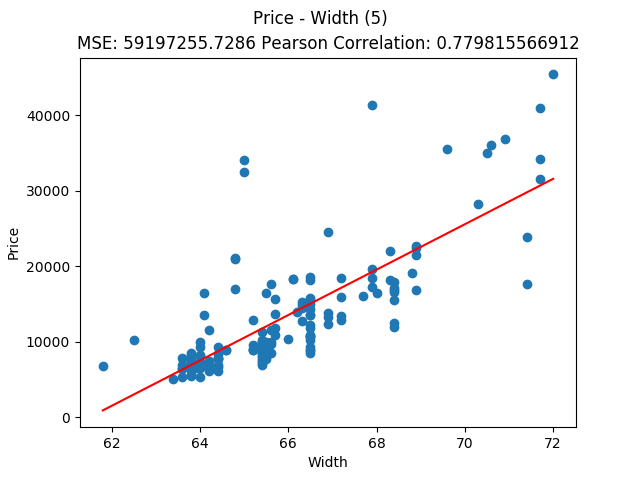 Price - Width (5)
MSE: 59197255.7286 Pearson Correlation: 0.779815566912
40000
30000
20000
10000
0
Price
62 64 66 68 70 72
Width